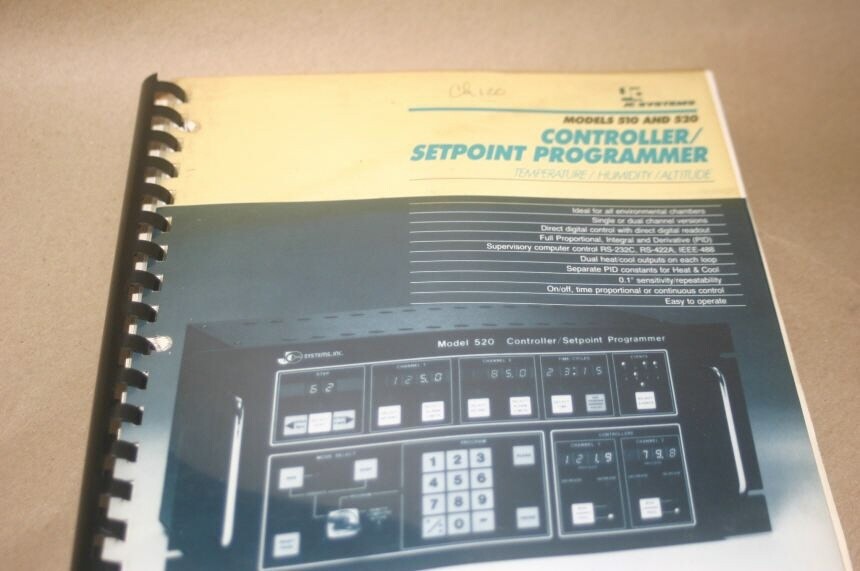 Ch 120
JC SYSTEMS
MODELS 510 AND 520
CONTROLLER/
SETPOINT PROGRAMMER
TEMPERATURE / HUMIDITY / ALTITUDE
Ideal for all environmental chambers
Single or dual channel versions
Direct digital control with direct digital readout
Full Proportional, Integral and Derivative (PID)
Supervisory computer control RS-232C, RS-422A, IEEE-488
Dual heat/cool outputs on each loop
Separate PID constants for Heat & Cool
0.1° sensitivity/repeatability
On/off, time proportional or continuous control
Easy to operate
Model 520 Controller/Setpoint Programmer
SYSTEMS, INC.
STEP
CHANNEL 1
CHANNEL 2
TIME CYCLES
EVENTS
62
125.0
85.0
23:15
MODE SELECT
PROGRAM
CONTROLLERS
CHANNEL 1
CHANNEL 2
121.9
79.8
1 2 3
4 5 6
7 8 9
0